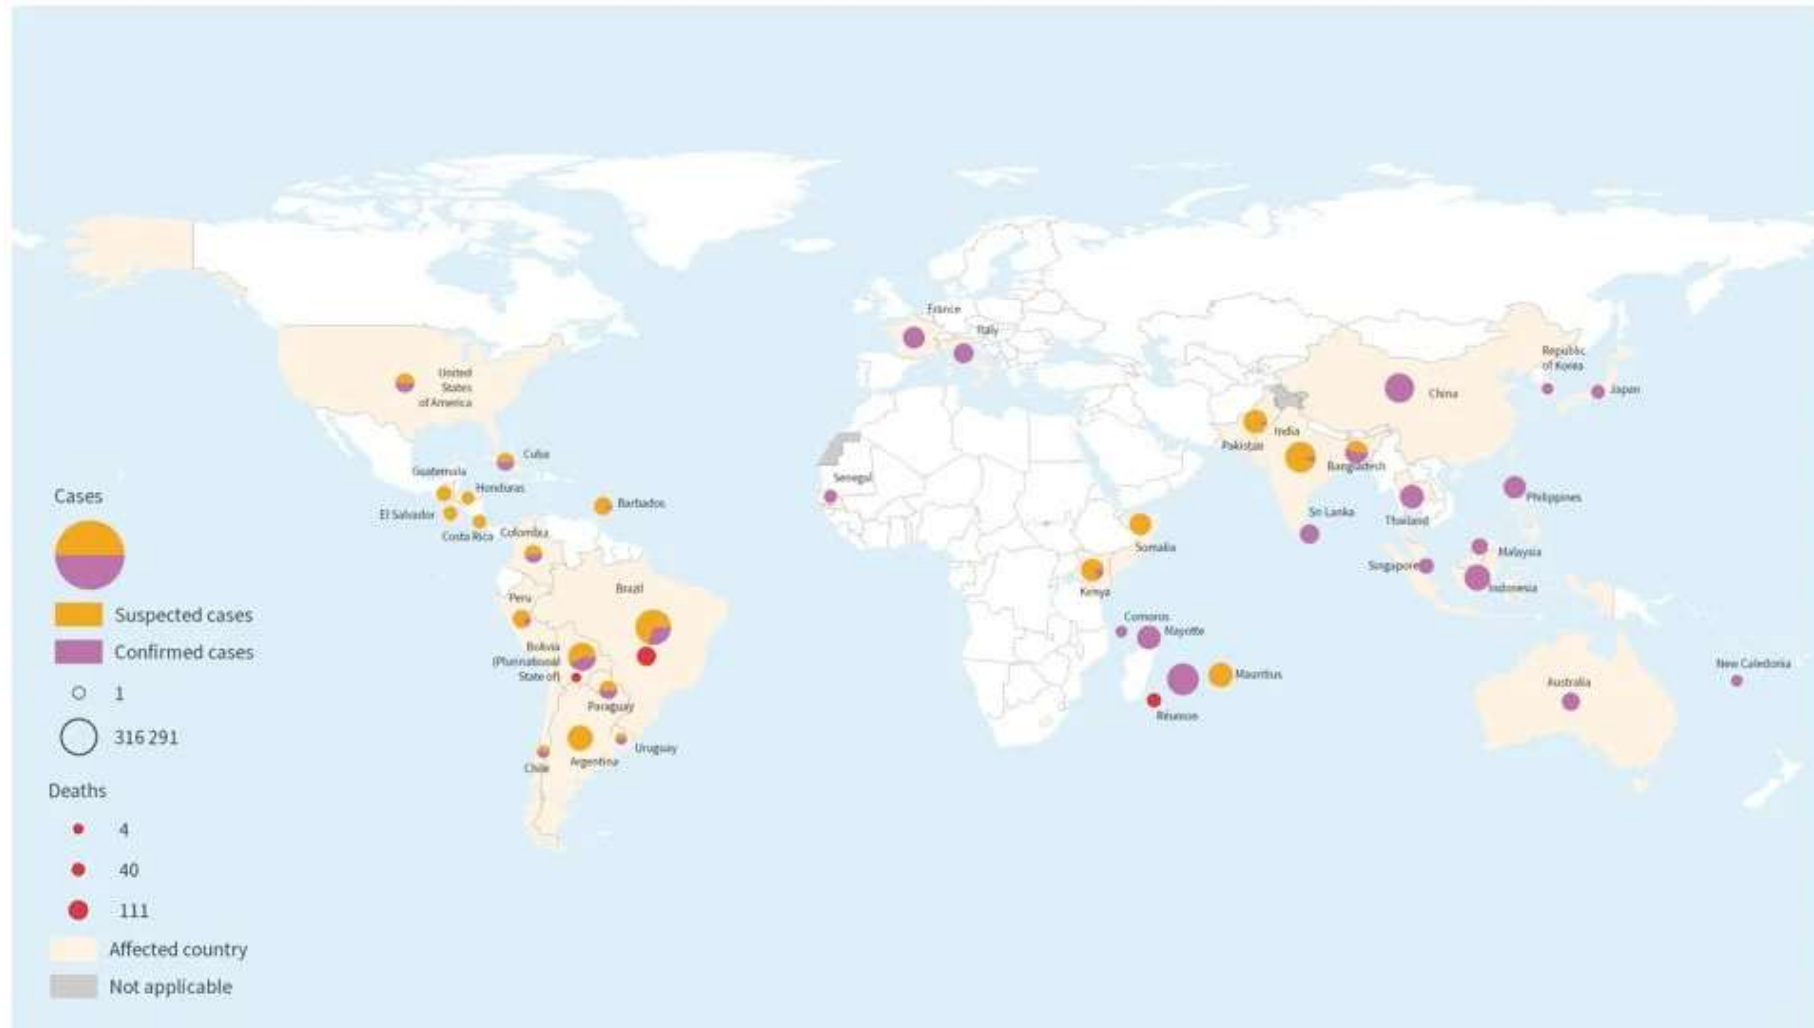 France
Italy
United
States
of America
Republic
of Korea
Japan
China
India
Pakistan
Bangladesh
Cuba
Guatemala
Honduras
El Salvador
Costa Rica
Colombia
Barbados
Senegal
Sri Lanka
Thailand
Philippines
Somalia
Kenya
Malaysia
Singapore
Indonesia
Brazil
Peru
Bolivia
(Plurinational
State of)
Paraguay
Comoros
Mayotte
Mauritius
Réunion
New Caledonia
Australia
Uruguay
Chile
Argentina
Cases
Suspected cases
Confirmed cases
1
316 291
Deaths
4
40
111
Affected country
Not applicable